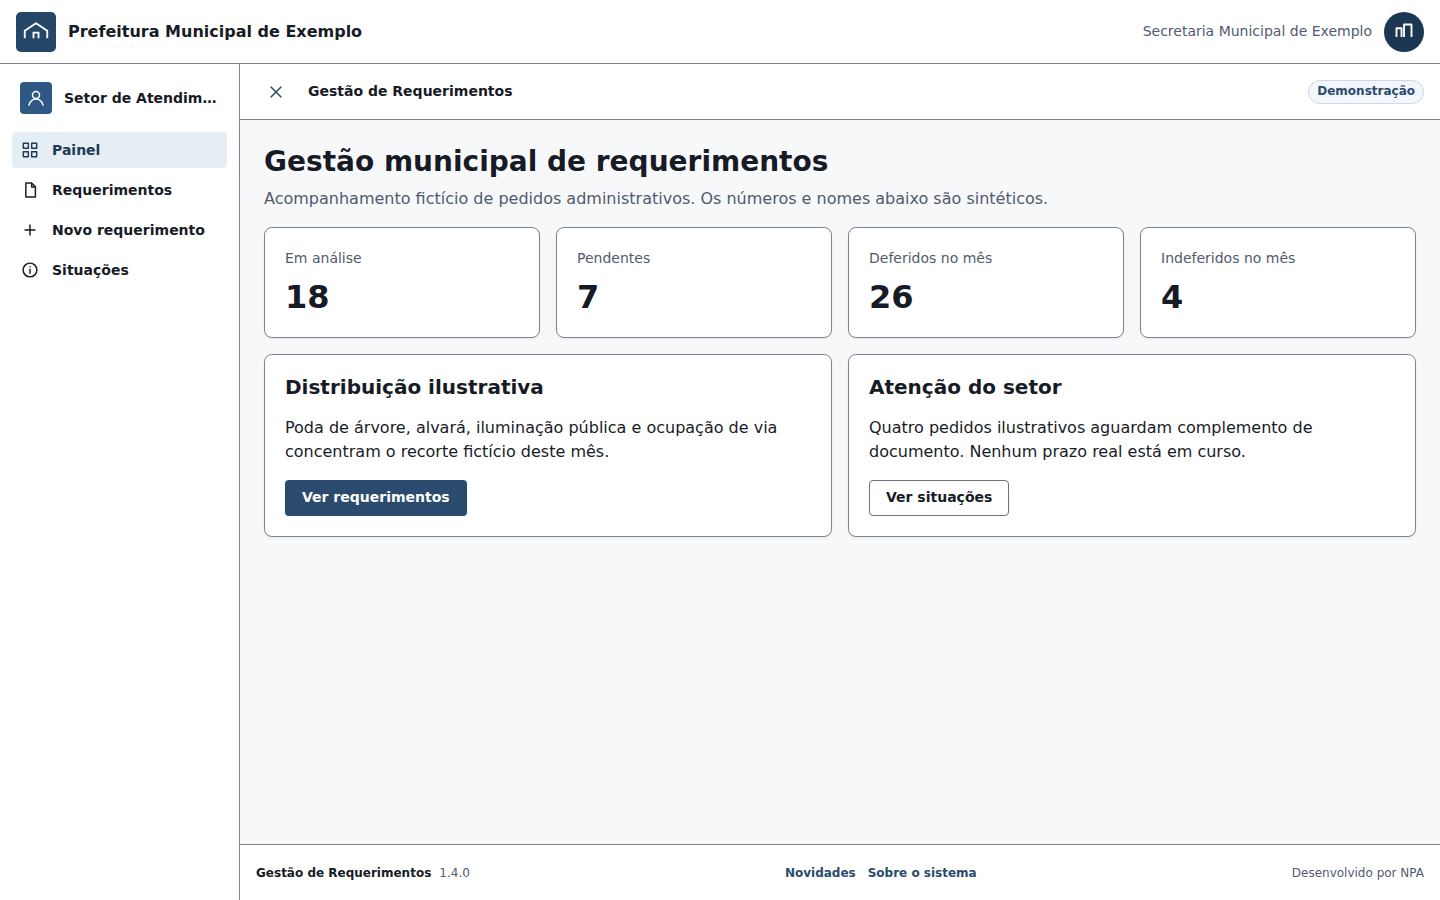 Prefeitura Municipal de Exemplo
Secretaria Municipal de Exemplo
Setor de Atendim...
Painel
Requerimentos
Novo requerimento
Situações
Gestão de Requerimentos
Demonstração
Gestão municipal de requerimentos
Acompanhamento fictício de pedidos administrativos. Os números e nomes abaixo são sintéticos.
Em análise
18
Pendentes
7
Deferidos no mês
26
Indeferidos no mês
4
Distribuição ilustrativa
Poda de árvore, alvará, iluminação pública e ocupação de via
concentram o recorte fictício deste mês.
Ver requerimentos
Atenção do setor
Quatro pedidos ilustrativos aguardam complemento de
documento. Nenhum prazo real está em curso.
Ver situações
Gestão de Requerimentos 1.4.0
Novidades Sobre o sistema
Desenvolvido por NPA